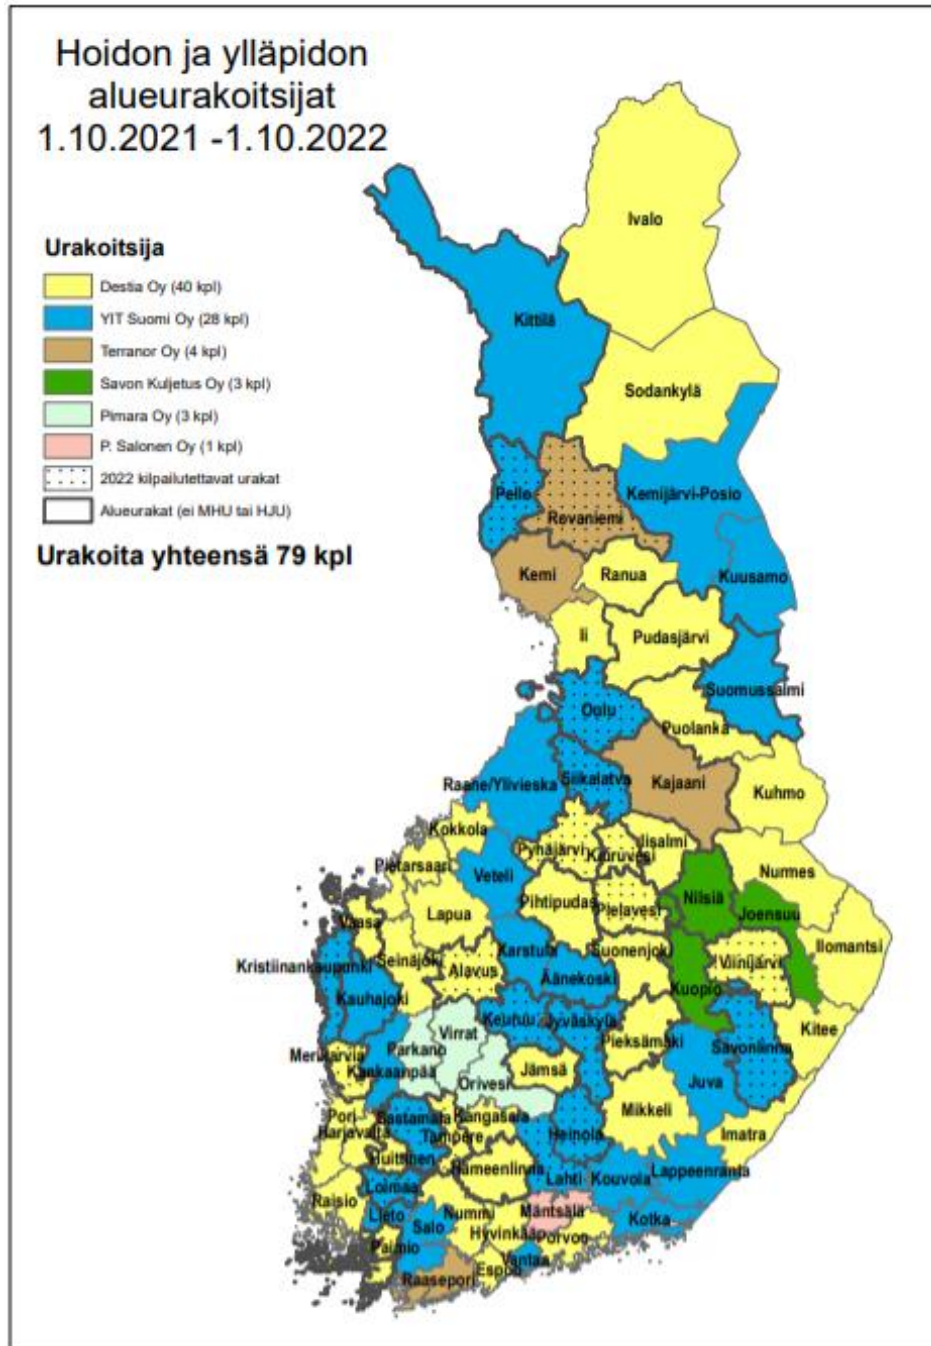 Hoidon ja ylläpidon
alueurakoitsijat
1.10.2021 -1.10.2022
Urakoitsija
Destia Oy (40 kpl)
YIT Suomi Oy (28 kpl)
Terranor Oy (4 kpl)
Savon Kuljetus Oy (3 kpl)
Pimara Oy (3 kpl)
P. Salonen Oy (1 kpl)
2022 kilpailutettavat urakat
Alueurakat (ei MHU tai HJU)
Urakoita yhteensä 79 kpl
Ivalo
Kittilä
Sodankylä
Pello
Rovaniemi
Kemijärvi-Posio
Kemi
Ranua
Kuusamo
Ii
Pudasjärvi
Suomussalmi
Oulu
Puolanka
Raahe/Ylivieska
Siikalatva
Kajaani
Kuhmo
Kokkola
Pyhäjärvi
Kiuruvesi
Iisalmi
Nurmes
Pietarsaari
Veteli
Pihtipudas
Pielavesi
Nilsiä
Joensuu
Vaasa
Lapua
Ilomantsi
Kristiinankaupunki
Seinäjoki
Alavus
Karstula
Äänekoski
Suonenjoki
Viinijärvi
Kauhajoki
Kuopio
Kitee
Virrat
Keuruu
Jyväskylä
Pieksämäki
Savonlinna
Merikarvia
Parkano
Kankaanpää
Orivesi
Jämsä
Juva
Pori
Sastamala
Kangasala
Mikkeli
Harjavalta
Tampere
Heinola
Imatra
Huittinen
Hämeenlinna
Loimaa
Lahti
Kouvola
Lappeenranta
Raisio
Lieto
Salo
Nummi
Mäntsälä
Kotka
Hyvinkää
Porvoo
Paimio
Vantaa
Raasepori
Espoo